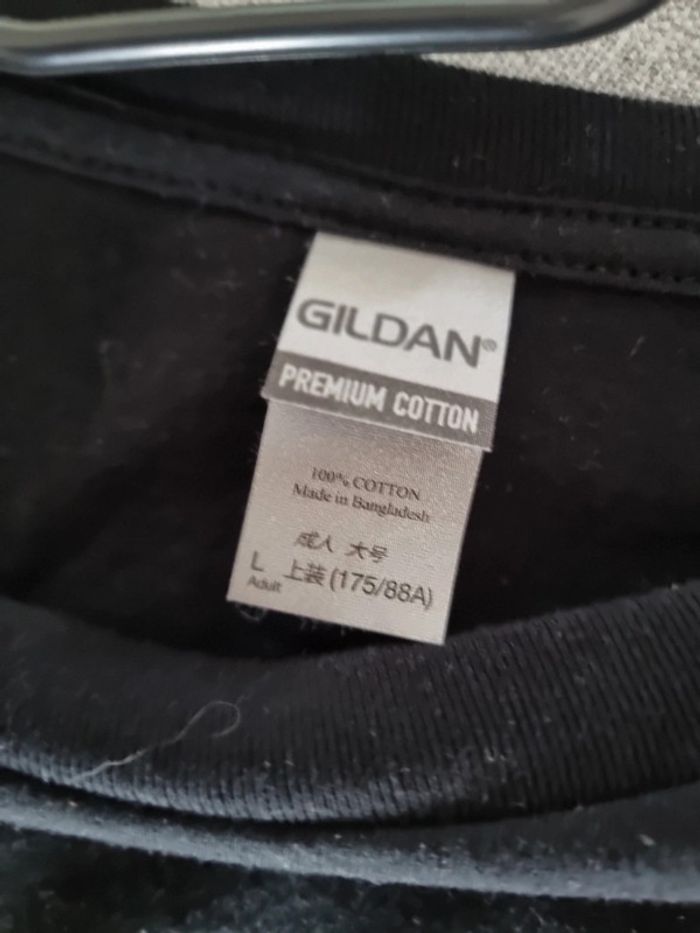 GILDAN®
PREMIUM COTTON
100% COTTON
Made in Bangladesh
成人 大号
L 上装 (175/88A)
Adult